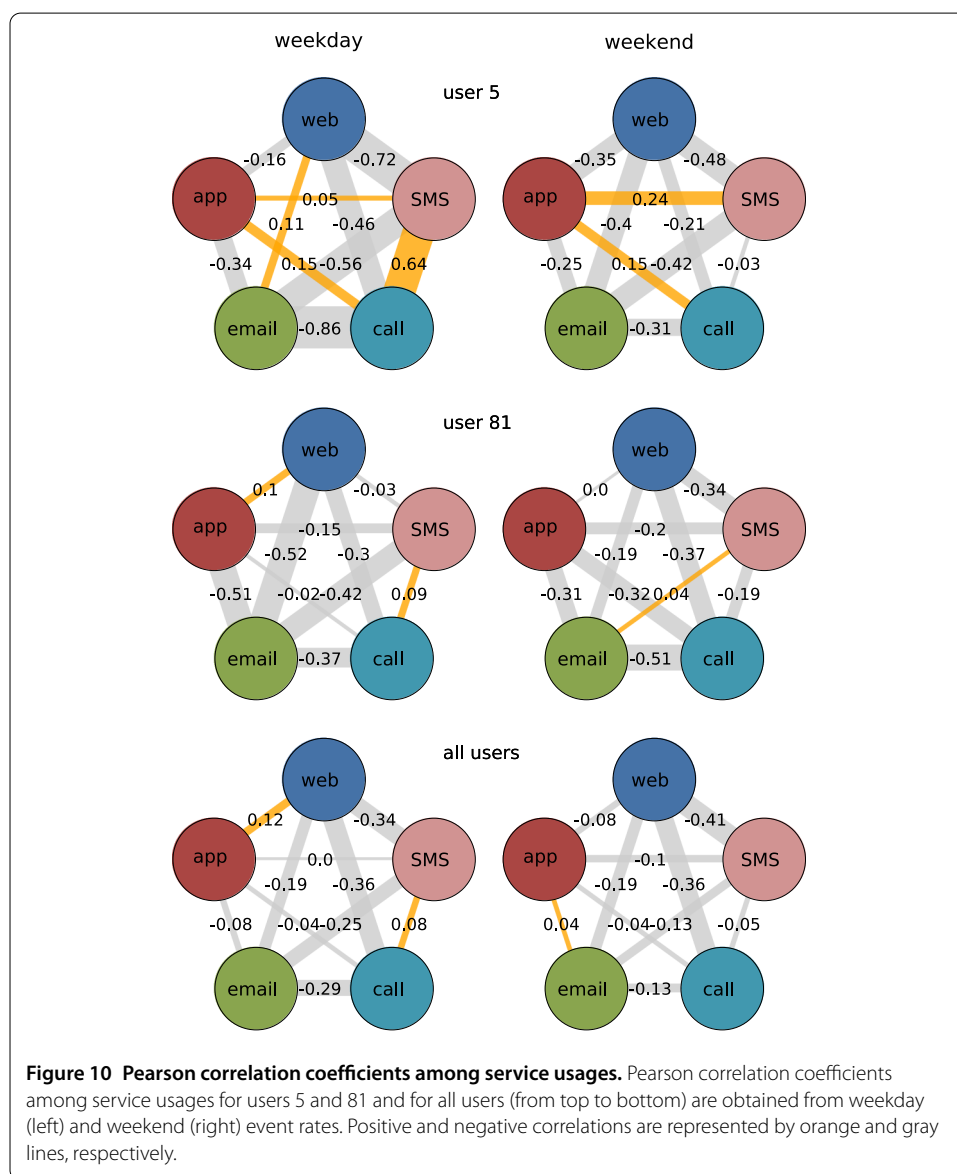 weekday weekend
user 5
web web
-0.16 -0.72 -0.35 -0.48
app 0.05 SMS app 0.24 SMS
0.11 -0.46 -0.4 -0.21
-0.34 0.15 -0.56 0.64 -0.25 0.15 -0.42 -0.03
email -0.86 call email -0.31 call
user 81
web web
0.1 -0.03 0.0 -0.34
app -0.15 SMS app -0.2 SMS
-0.52 -0.3 -0.19 -0.37
-0.51 -0.02 -0.42 0.09 -0.31 -0.32 0.04 -0.19
email -0.37 call email -0.51 call
all users
web web
0.12 -0.34 -0.08 -0.41
app 0.0 SMS app -0.1 SMS
-0.19 -0.36 -0.19 -0.36
-0.08 -0.04 -0.25 0.08 0.04 -0.04 -0.13 -0.05
email -0.29 call email -0.13 call
Figure 10 Pearson correlation coefficients among service usages. Pearson correlation coefficients
among service usages for users 5 and 81 and for all users (from top to bottom) are obtained from weekday
(left) and weekend (right) event rates. Positive and negative correlations are represented by orange and gray
lines, respectively.